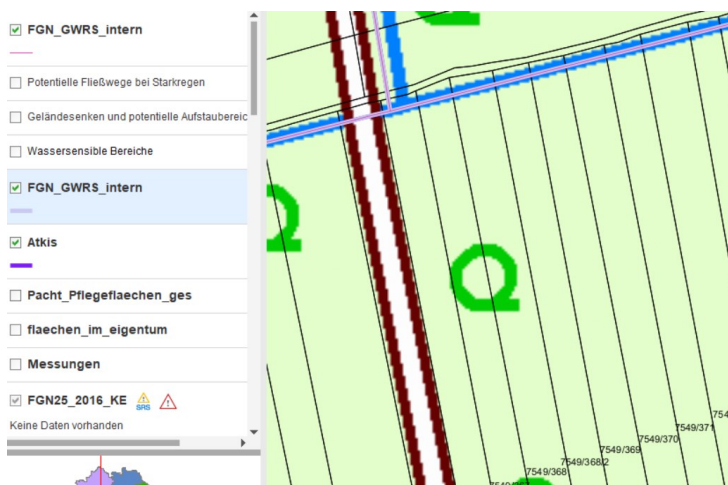 FGN_GWRS_intern
Potentielle Fließwege bei Starkregen
Geländesenken und potentielle Aufstaubereic
Wassersensible Bereiche
FGN_GWRS_intern
Atkis
Pacht_Pflegeflaechen_ges
flaechen_im_eigentum
Messungen
FGN25_2016_KE SRS
Keine Daten vorhanden
754
7549/371
7549/370
7549/369
7549/368/2
7549/368